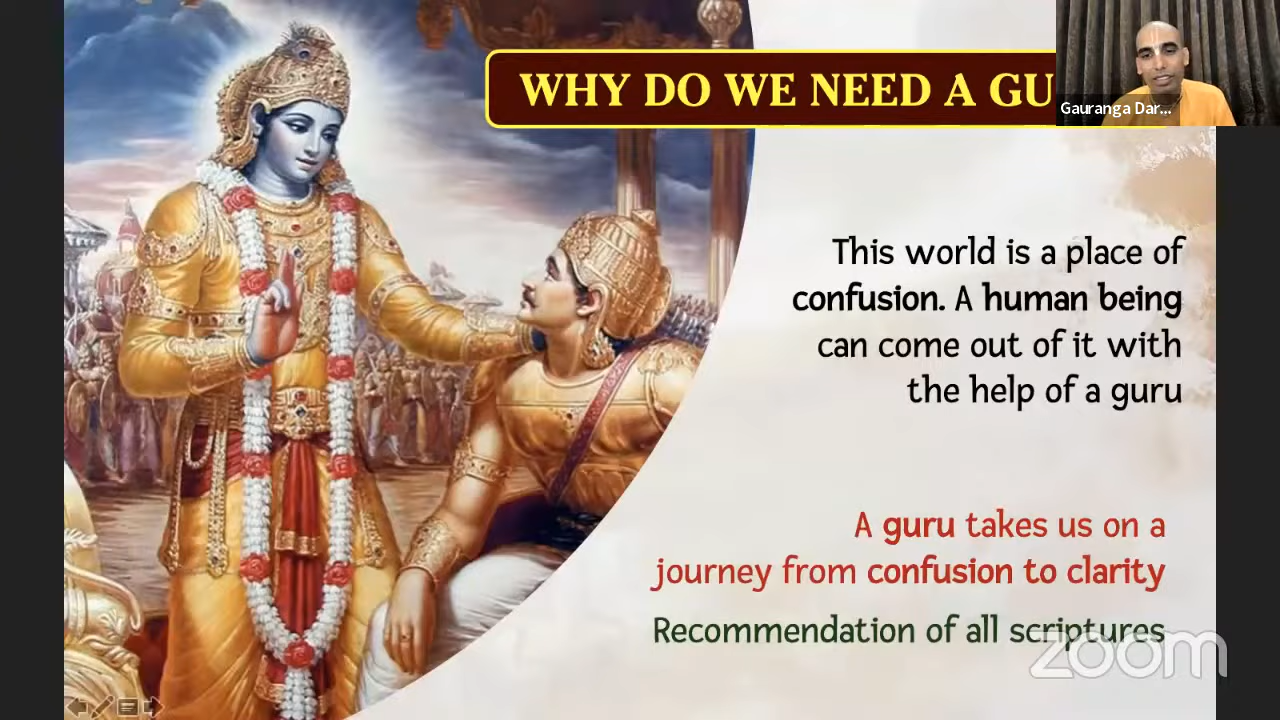 WHY DO WE NEED A GU
Gauranga Dar...
This world is a place of
confusion. A human being
can come out of it with
the help of a guru
A guru takes us on a
journey from confusion to clarity
Recommendation of all scriptures
zoom